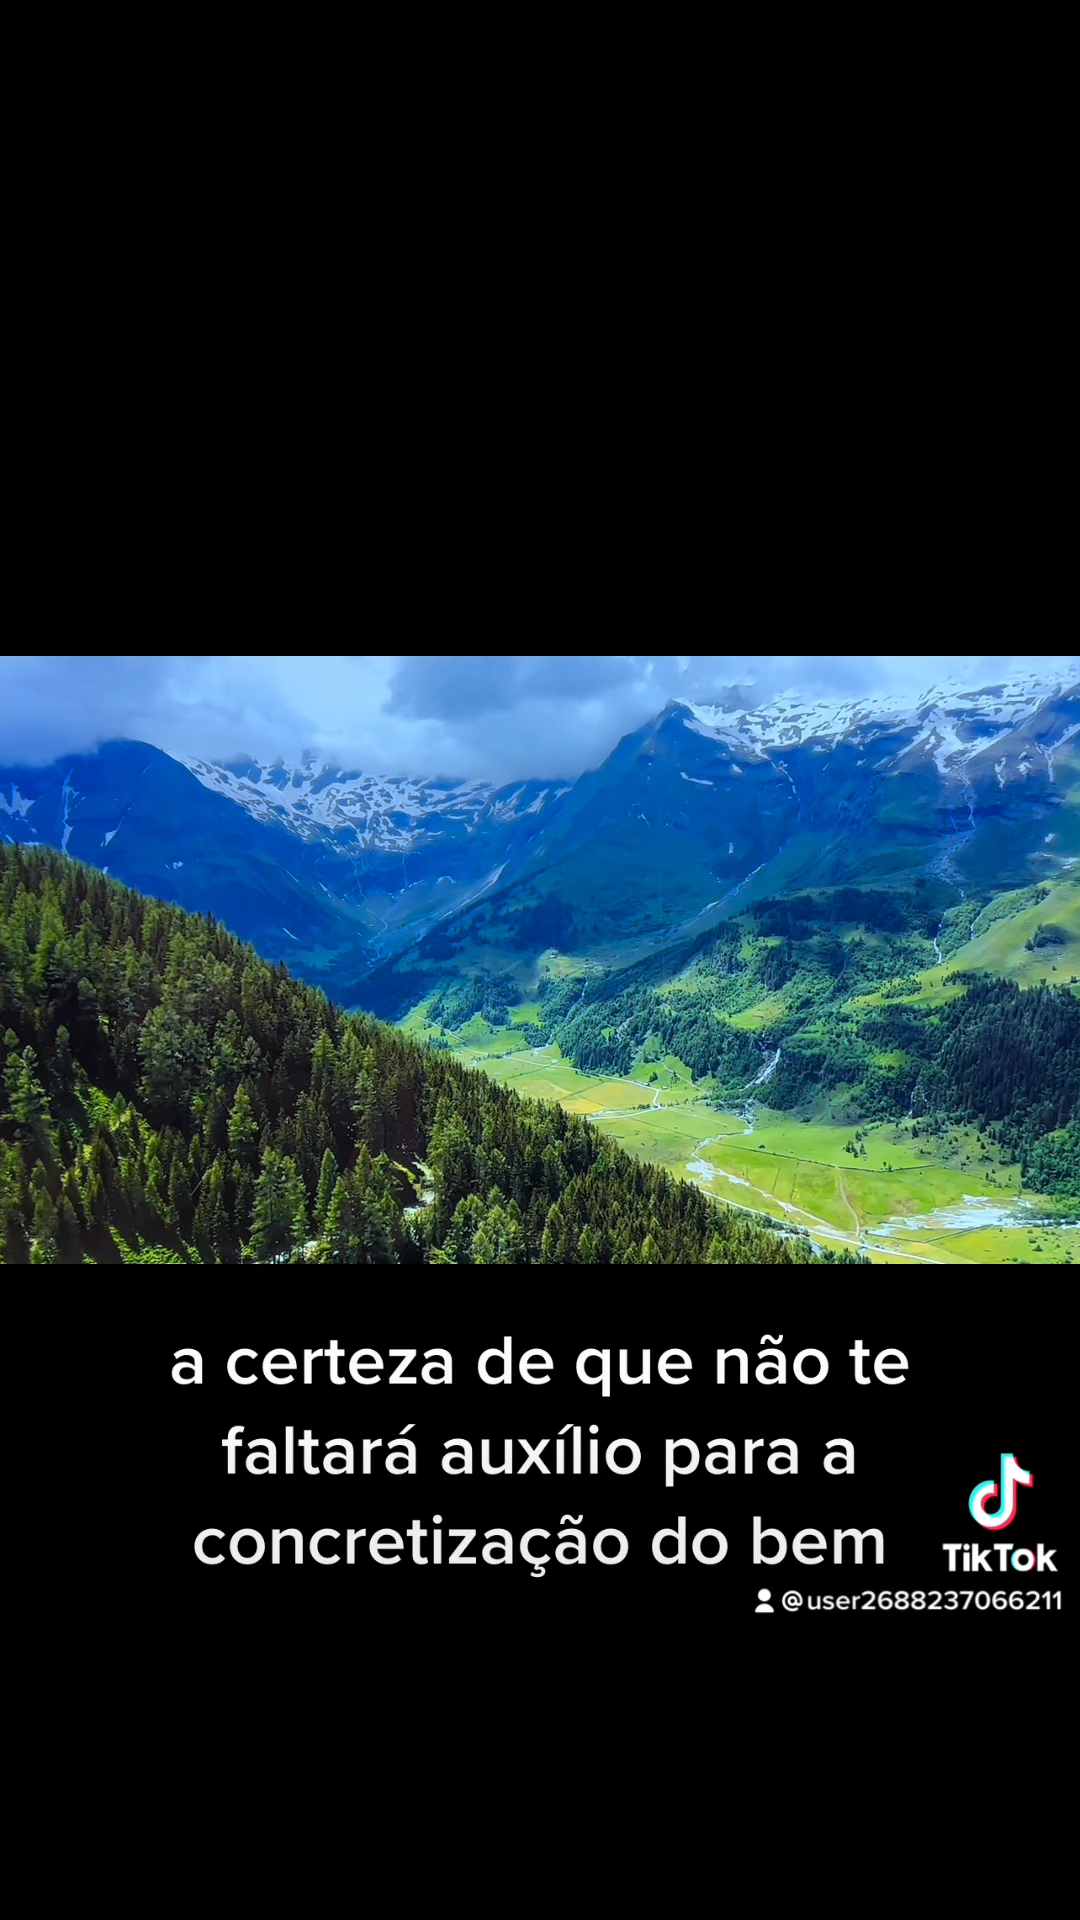 a certeza de que não te
faltará auxílio para a
concretização do bem
TikTok
@user2688237066211